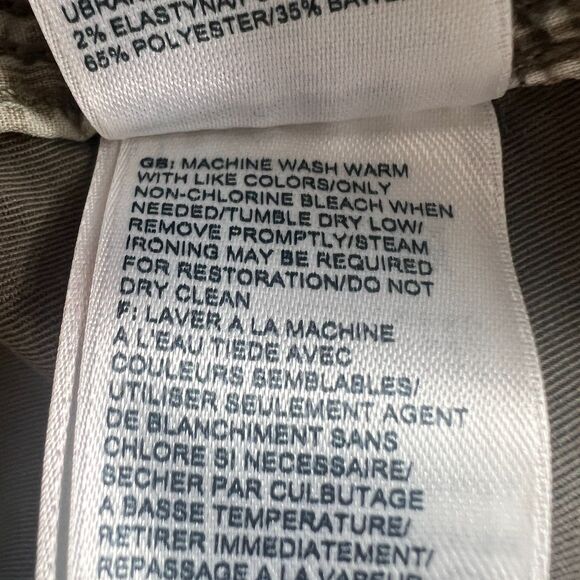 2% ELASTYNA/
65% POLYESTER/35%
GB: MACHINE WASH WARM
WITH LIKE COLORS/ONLY
NON-CHLORINE BLEACH WHEN
NEEDED/TUMBLE DRY LOW/
REMOVE PROMPTLY/STEAM
IRONING MAY BE REQUIRED
FOR RESTORATION/DO NOT
DRY CLEAN
F: LAVER A LA MACHINE
A L'EAU TIEDE AVEC
COULEURS SEMBLABLES/
UTILISER SEULEMENT AGENT
DE BLANCHIMENT SANS
CHLORE SI NECESSAIRE/
SECHER PAR CULBUTAGE
A BASSE TEMPERATURE/
RETIRER IMMEDIATEMENT/
REPASSAGE A LA VAPEUR